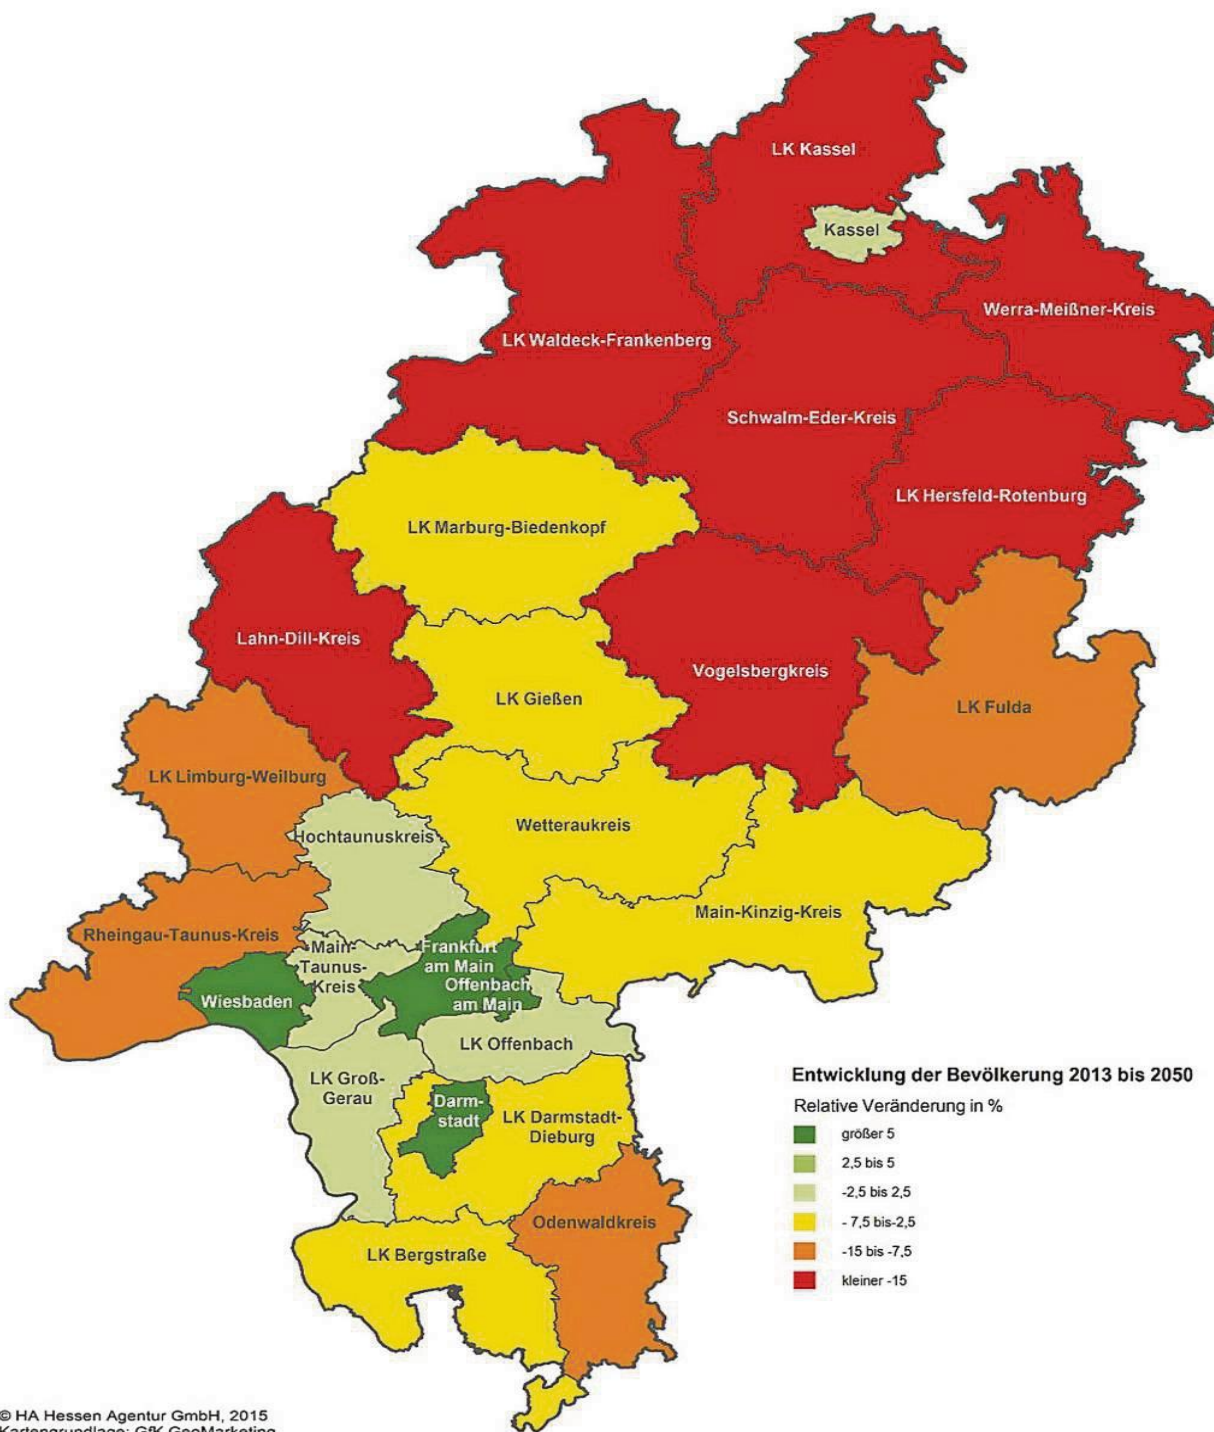 LK Kassel
Kassel
Werra-Meißner-Kreis
LK Waldeck-Frankenberg
Schwalm-Eder-Kreis
LK Hersfeld-Rotenburg
LK Marburg-Biedenkopf
Lahn-Dill-Kreis
Vogelsbergkreis
LK Gießen
LK Fulda
LK Limburg-Weilburg
Wetteraukreis
Hochtaunuskreis
Main-Kinzig-Kreis
Rheingau-Taunus-Kreis
Main-
Taunus-
Kreis
Frankfurt
am Main
Offenbach
am Main
Wiesbaden
LK Offenbach
LK Groß-
Gerau
Darm-
stadt
LK Darmstadt-
Dieburg
Odenwaldkreis
LK Bergstraße
Entwicklung der Bevölkerung 2013 bis 2050
Relative Veränderung in %
größer 5
2,5 bis 5
-2,5 bis 2,5
- 7,5 bis-2,5
-15 bis -7,5
kleiner -15
© HA Hessen Agentur GmbH, 2015
Kartengrundlage: GfK GeoMarketing